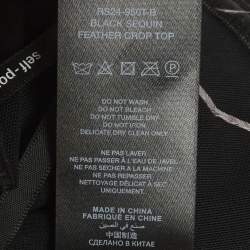 RS24-950T-B
BLACK SEQUIN
FEATHER CROP TOP
DO NOT WASH
DO NOT BLEACH
DO NOT TUMBLE DRY
DO NOT IRON
DELICATE DRY CLEAN ONLY
NE PAS LAVER
NE PAS PASSER À L'EAU DE JAVEL
NE PAS SÉCHER A LA MACHINE
NE PAS REPASSER
NETTOYAGE DÉLICAT À SEC
UNIQUEMENT
MADE IN CHINA
FABRIQUÉ EN CHINE
صنع في الصين
中国制造
СДЕЛАНО В КИТАЕ
self-po